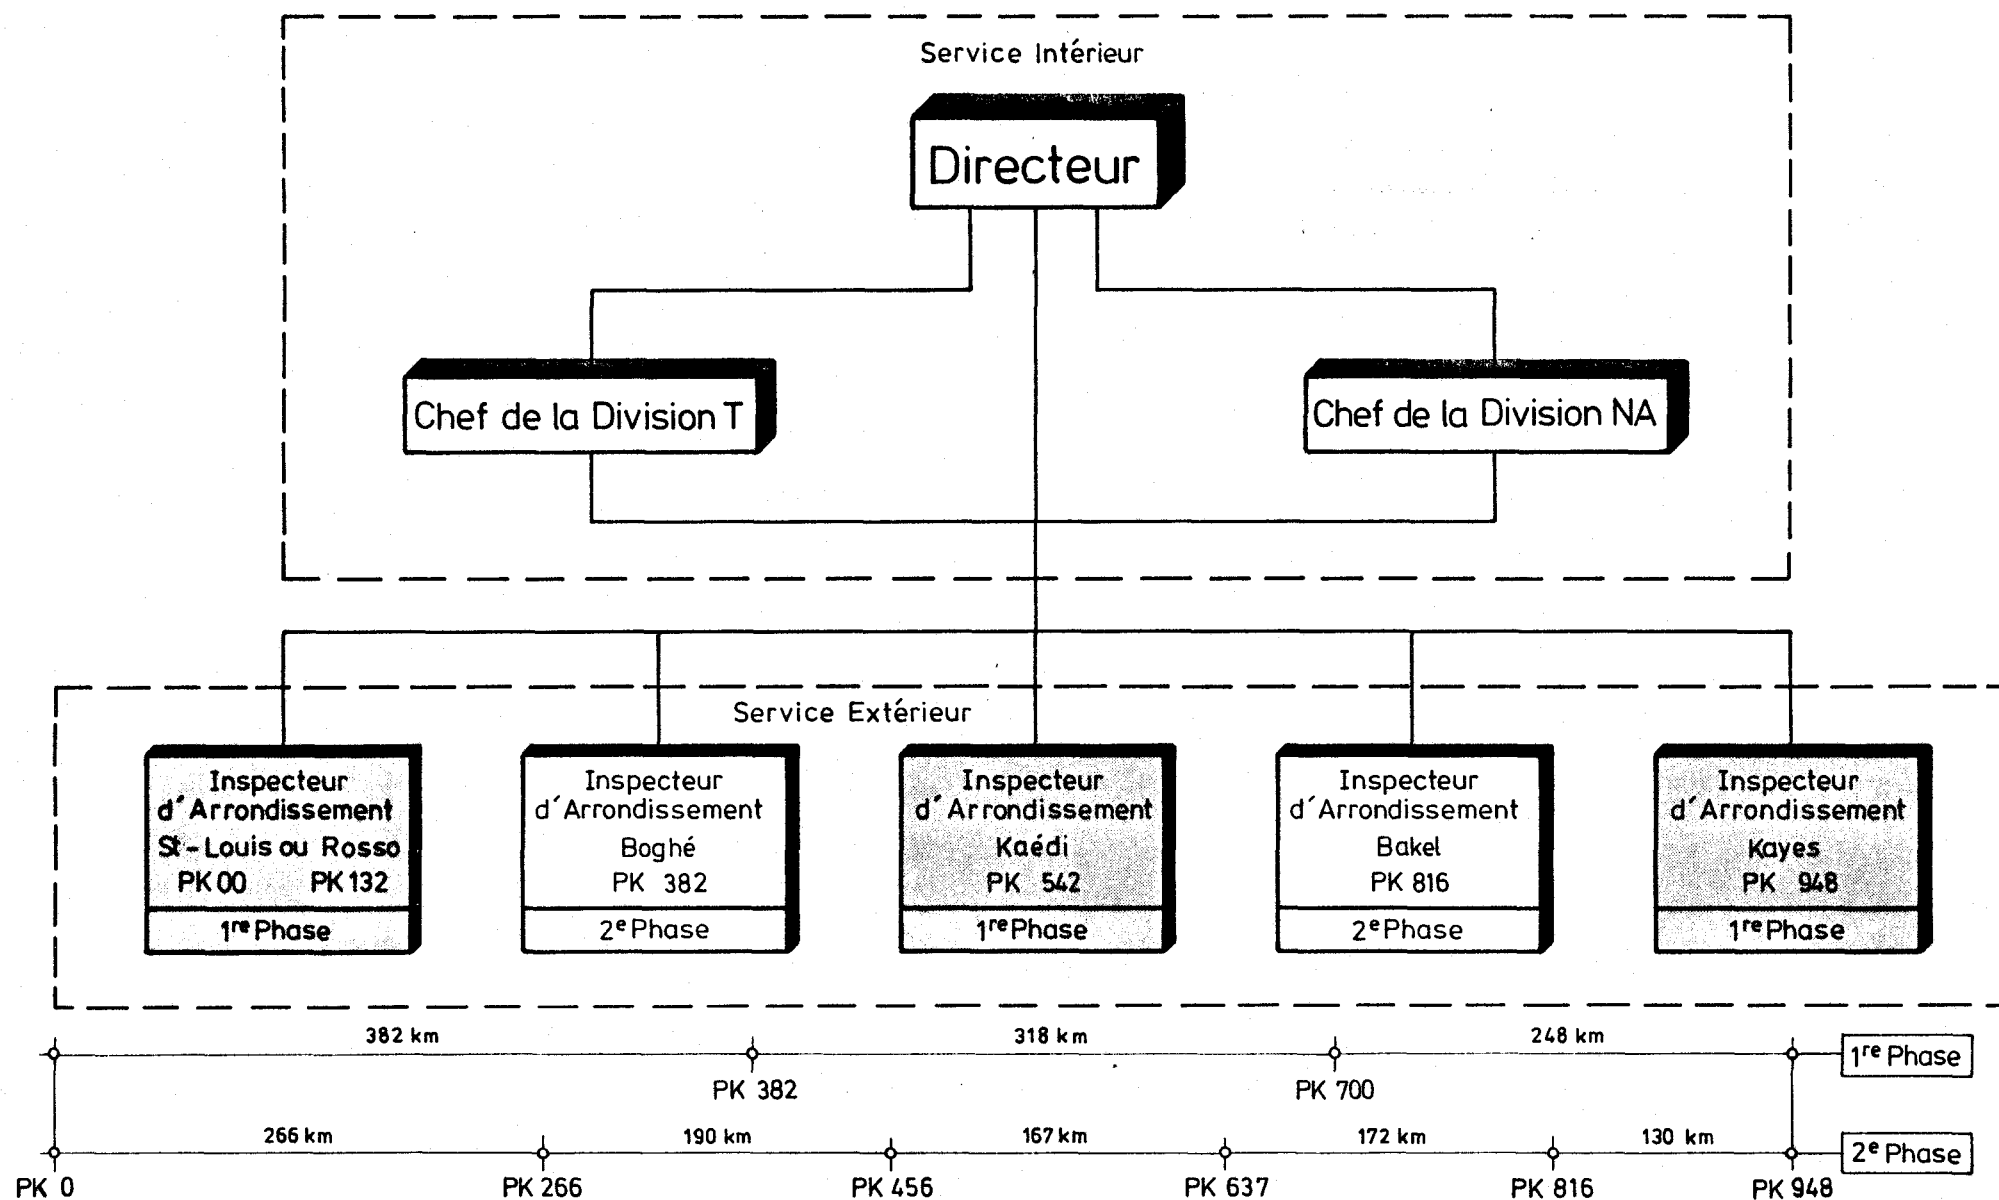 Service Intérieur
Directeur
Chef de la Division T
Chef de la Division NA
Service Extérieur
Inspecteur
d'Arrondissement
St-Louis ou Rosso
PK 00 PK 132
1re Phase
Inspecteur
d'Arrondissement
Boghé
PK 382
2e Phase
Inspecteur
d'Arrondissement
Kaédi
PK 542
1re Phase
Inspecteur
d'Arrondissement
Bakel
PK 816
2e Phase
Inspecteur
d'Arrondissement
Kayes
PK 948
1re Phase
382 km 318 km 248 km
1re Phase
PK 382 PK 700
266 km 190 km 167 km 172 km 130 km
2e Phase
PK 0 PK 266 PK 456 PK 637 PK 816 PK 948